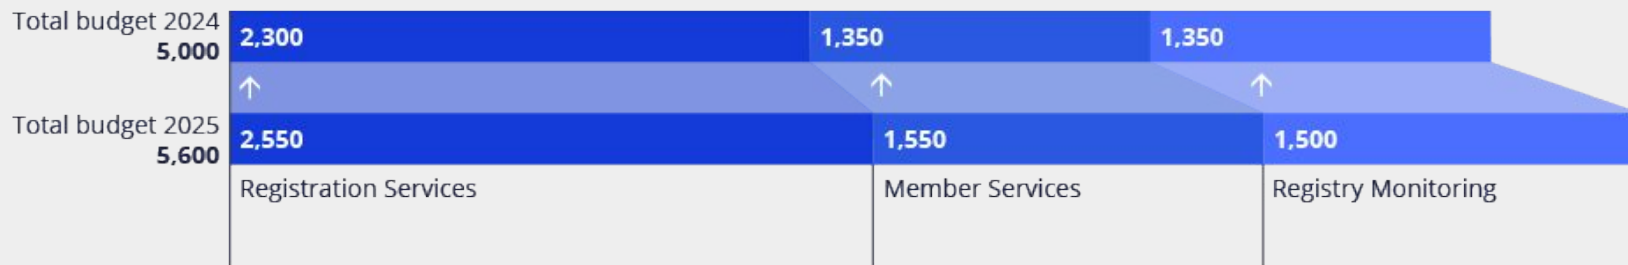 Total budget 2024
5,000
2,300
1,350
1,350
Total budget 2025
5,600
2,550
1,550
1,500
Registration Services
Member Services
Registry Monitoring